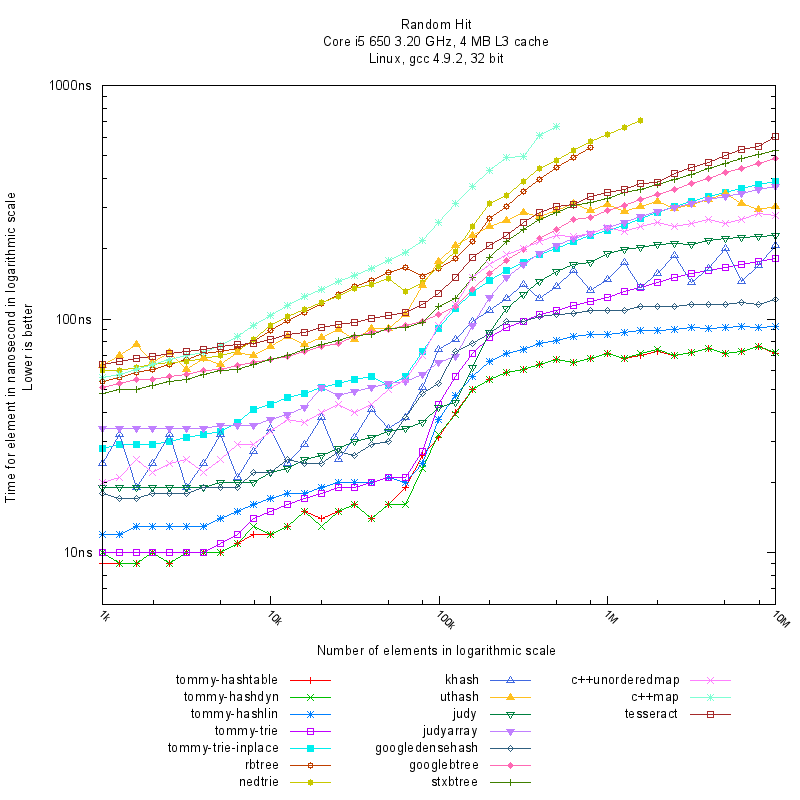 Random Hit
Core i5 650 3.20 GHz, 4 MB L3 cache
Linux, gcc 4.9.2, 32 bit
1000ns
100ns
10ns
Time for element in nanosecond in logarithmic scale
Lower is better
1k
10k
100k
1M
10M
Number of elements in logarithmic scale
tommy-hashtable
tommy-hashdyn
tommy-hashlin
tommy-trie
tommy-trie-inplace
rbtree
nedtrie
khash
uthash
judy
judyarray
googledensehash
googlebtree
stxbtree
c++unorderedmap
c++map
tesseract